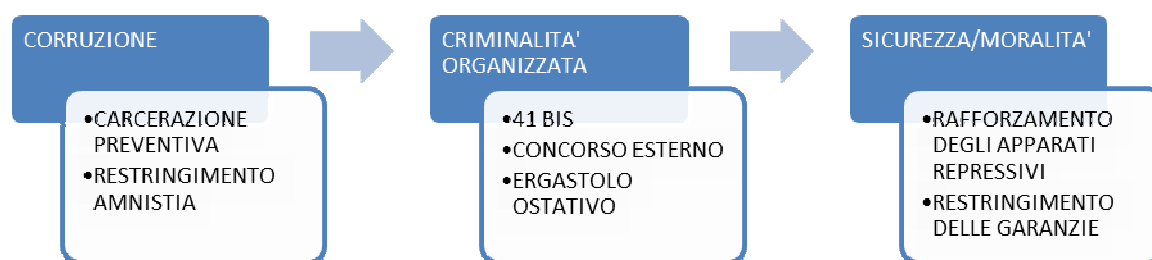 CORRUZIONE
•CARCERAZIONE
PREVENTIVA
•RESTRINGIMENTO
AMNISTIA
CRIMINALITA'
ORGANIZZATA
•41 BIS
•CONCORSO ESTERNO
•ERGASTOLO
OSTATIVO
SICUREZZA/MORALITA'
•RAFFORZAMENTO
DEGLI APPARATI
REPRESSIVI
•RESTRINGIMENTO
DELLE GARANZIE